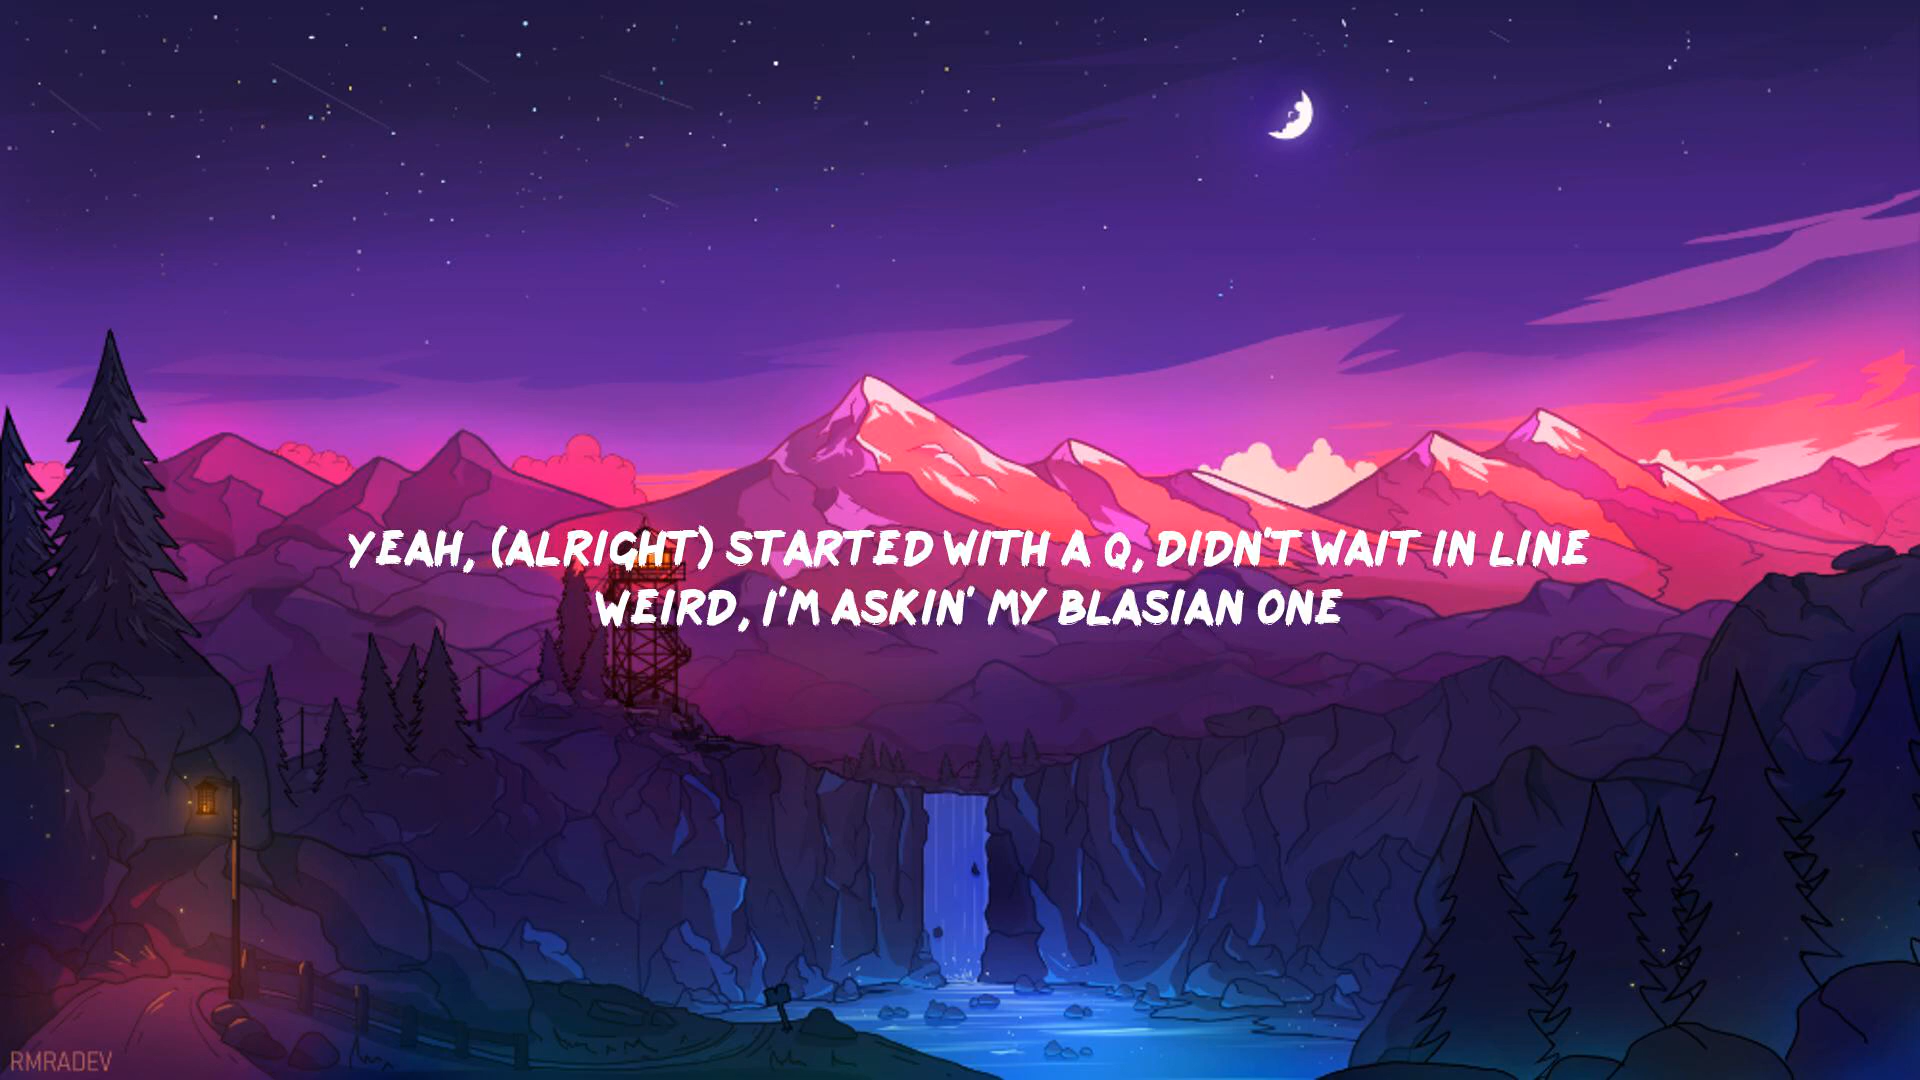 YEAH, (ALRIGHT) STARTED WITH A Q, DIDN'T WAIT IN LINE
WEIRD, I'M ASKIN' MY BLASIAN ONE
RMRADEV